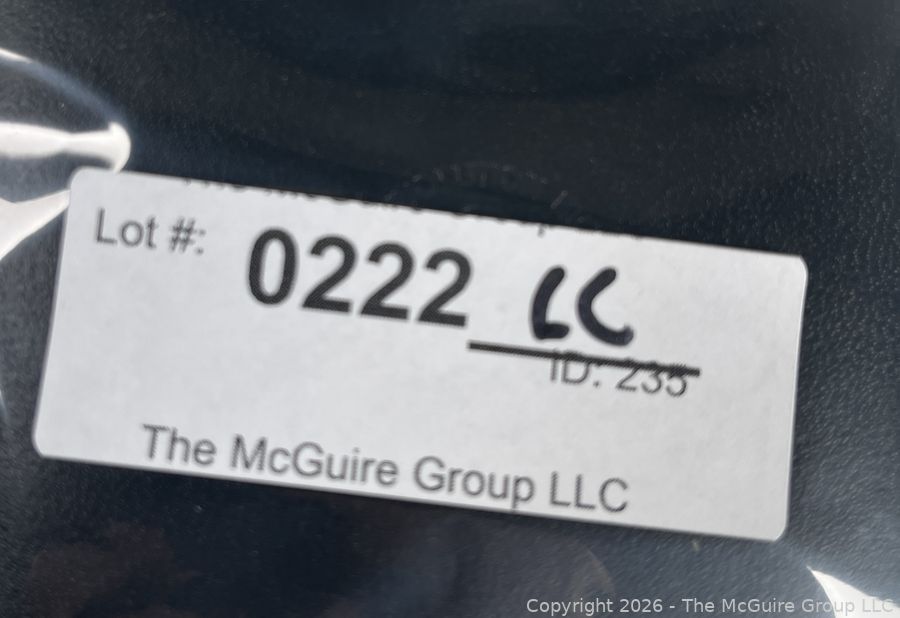 Lot #: 0222 LC
ID: 235
The McGuire Group LLC
Copyright 2026 - The McGuire Group LLC